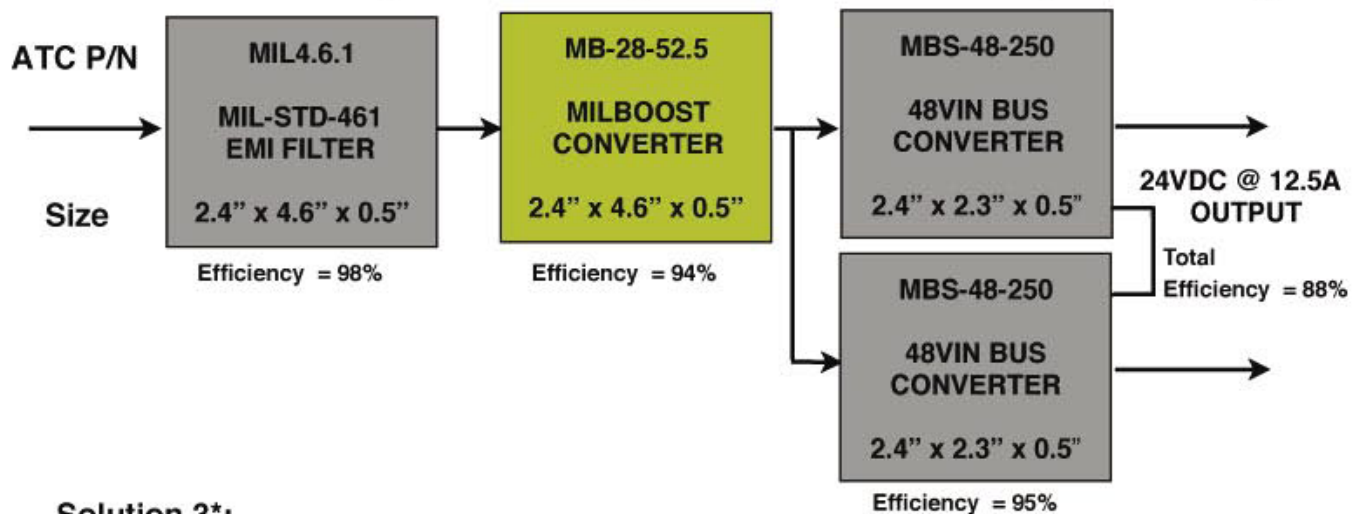 ATC P/N
Size
MIL4.6.1
MIL-STD-461
EMI FILTER
2.4” x 4.6” x 0.5”
Efficiency = 98%
MB-28-52.5
MILBOOST
CONVERTER
2.4” x 4.6” x 0.5”
Efficiency = 94%
MBS-48-250
48VIN BUS
CONVERTER
2.4” x 2.3” x 0.5”
24VDC @ 12.5A
OUTPUT
Total
Efficiency = 88%
MBS-48-250
48VIN BUS
CONVERTER
2.4” x 2.3” x 0.5”
Efficiency = 95%